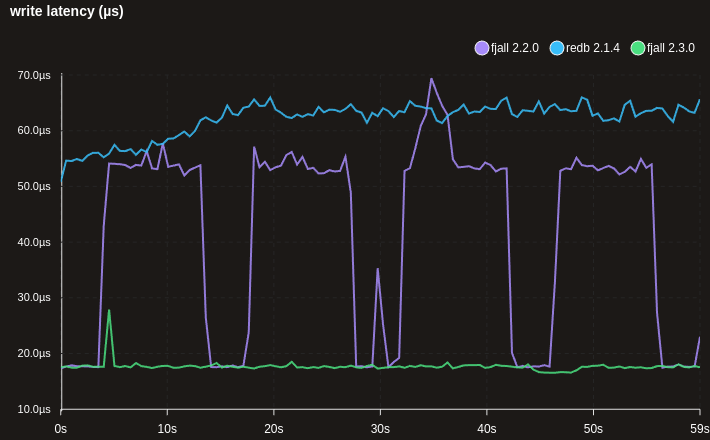 write latency (µs)
fjall 2.2.0 redb 2.1.4 fjall 2.3.0
70.0µs
60.0µs
50.0µs
40.0µs
30.0µs
20.0µs
10.0µs
0s 10s 20s 30s 40s 50s 59s